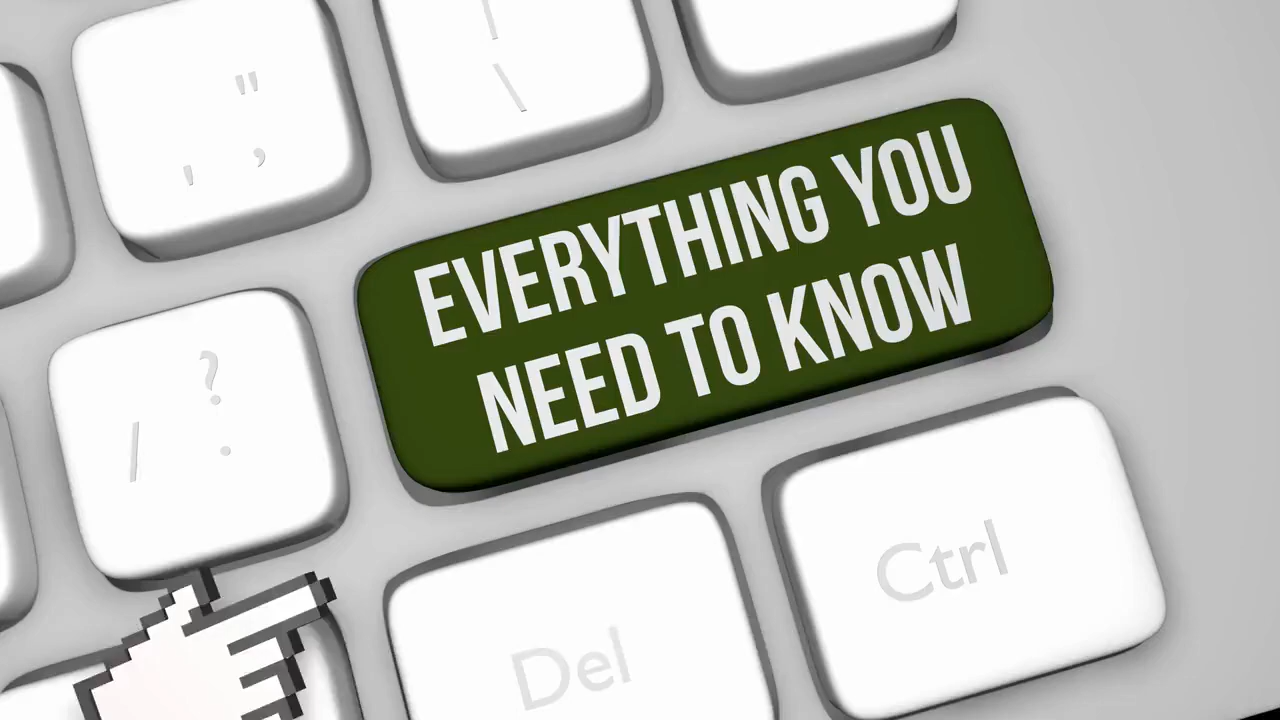 "
' ,
|
\
EVERYTHING YOU
NEED TO KNOW
?
/ .
Del
Ctrl